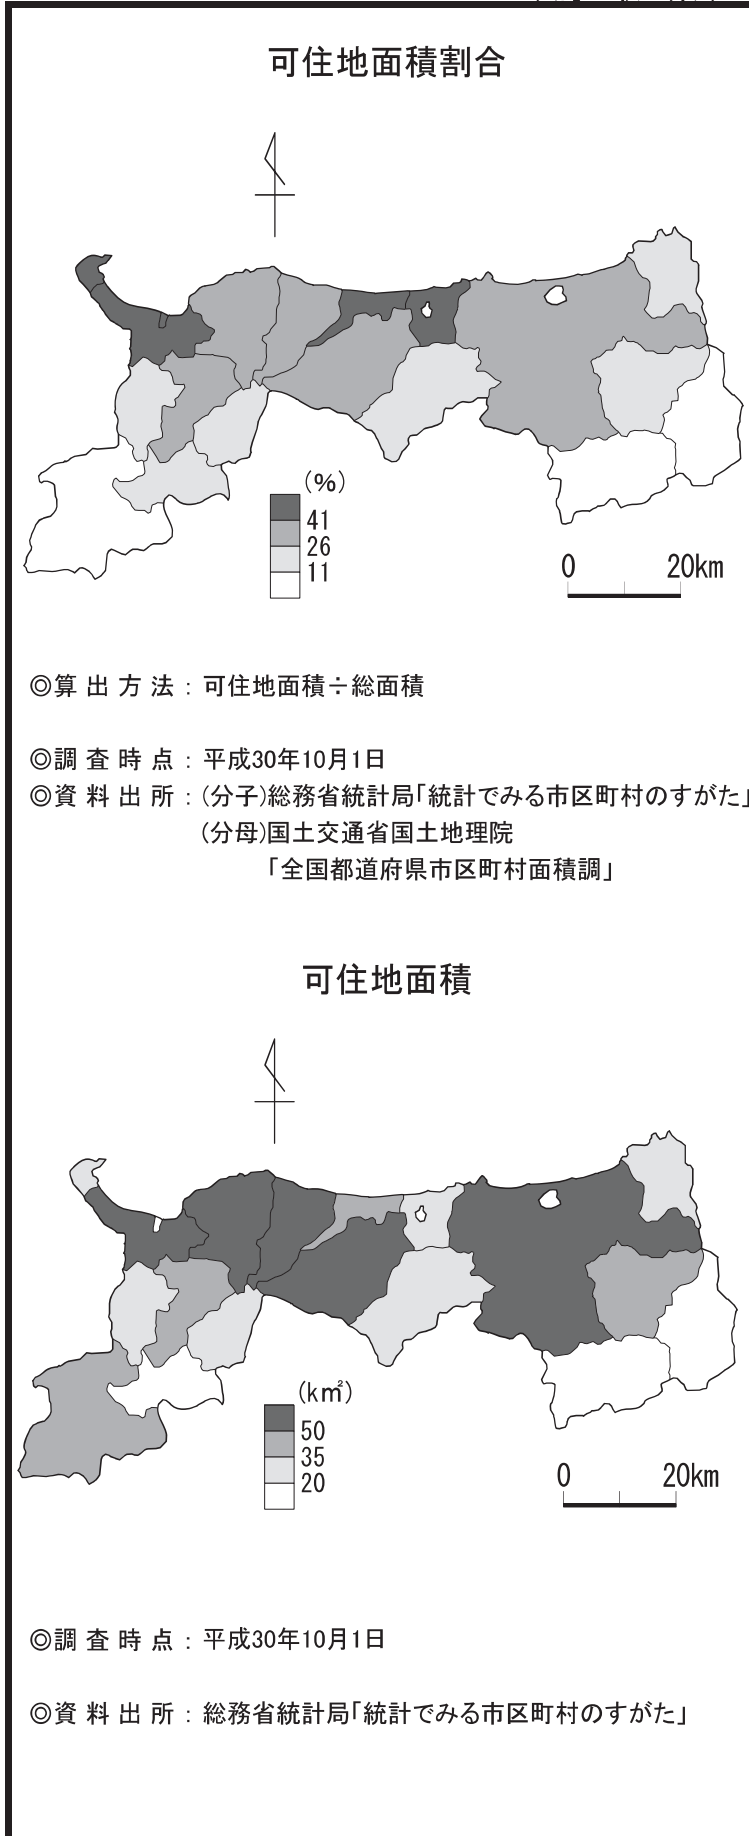 可住地面積割合
(%)
41
26
11
0 20km
◎算出方法：可住地面積÷総面積
◎調査時点：平成30年10月1日
◎資料出所：(分子)総務省統計局「統計でみる市区町村のすがた」
(分母)国土交通省国土地理院
「全国都道府県市区町村面積調」
可住地面積
(km²)
50
35
20
0 20km
◎調査時点：平成30年10月1日
◎資料出所：総務省統計局「統計でみる市区町村のすがた」